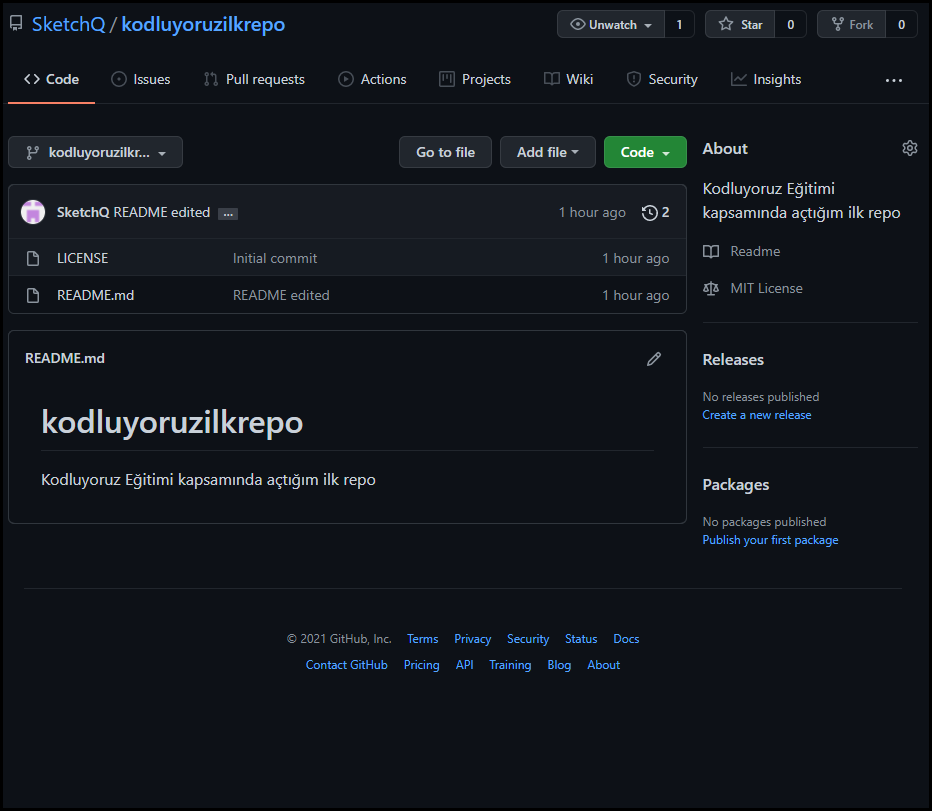 SketchQ / kodluyoruzilkrepo
Unwatch 1 Star 0 Fork 0
Code Issues Pull requests Actions Projects Wiki Security Insights ...
kodluyoruzilkr... Go to file Add file Code
SketchQ README edited ... 1 hour ago 2
LICENSE Initial commit 1 hour ago
README.md README edited 1 hour ago
README.md
kodluyoruzilkrepo
Kodluyoruz Eğitimi kapsamında açtığım ilk repo
About
Kodluyoruz Eğitimi
kapsamında açtığım ilk repo
Readme
MIT License
Releases
No releases published
Create a new release
Packages
No packages published
Publish your first package
© 2021 GitHub, Inc. Terms Privacy Security Status Docs
Contact GitHub Pricing API Training Blog About